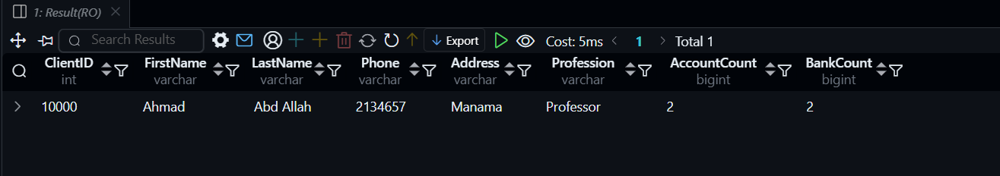 1: Result(RO)
Search Results Export Cost: 5ms 1 Total 1
ClientID FirstName LastName Phone Address Profession AccountCount BankCount
int varchar varchar varchar varchar varchar bigint bigint
10000 Ahmad Abd Allah 2134657 Manama Professor 2 2